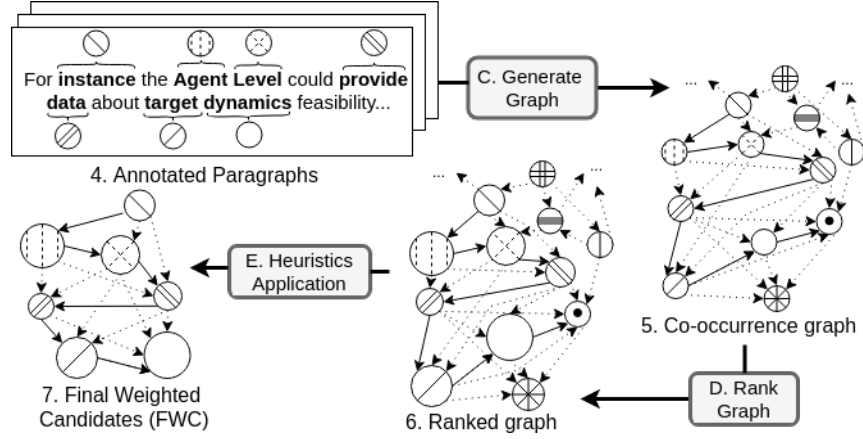 For instance the Agent Level could provide
data about target dynamics feasibility...
4. Annotated Paragraphs
C. Generate
Graph
...
...
5. Co-occurrence graph
D. Rank
Graph
...
...
6. Ranked graph
E. Heuristics
Application
7. Final Weighted
Candidates (FWC)